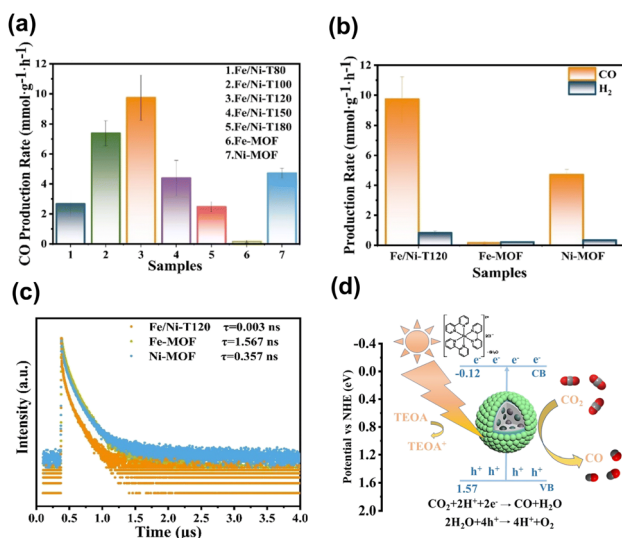 (a)
CO Production Rate (mmol·g⁻¹·h⁻¹)
12
10
8
6
4
2
0
1.Fe/Ni-T80
2.Fe/Ni-T100
3.Fe/Ni-T120
4.Fe/Ni-T150
5.Fe/Ni-T180
6.Fe-MOF
7.Ni-MOF
1 2 3 4 5 6 7
Samples
(b)
Production Rate (mmol·g⁻¹·h⁻¹)
12
10
8
6
4
2
0
CO
H₂
Fe/Ni-T120 Fe-MOF Ni-MOF
Samples
(c)
Intensity (a.u.)
Fe/Ni-T120 τ=0.003 ns
Fe-MOF τ=1.567 ns
Ni-MOF τ=0.357 ns
0.0 0.5 1.0 1.5 2.0 2.5 3.0 3.5 4.0
Time (μs)
(d)
Potential vs NHE (eV)
-0.4
0.0
0.4
0.8
1.2
1.6
2.0
e⁻ e⁻ e⁻ e⁻
-0.12 CB
TEOA
TEOA⁺
CO₂
CO
h⁺ h⁺ h⁺ h⁺
1.57 VB
CO₂+2H⁺+2e⁻→ CO+H₂O
2H₂O+4h⁺→ 4H⁺+O₂